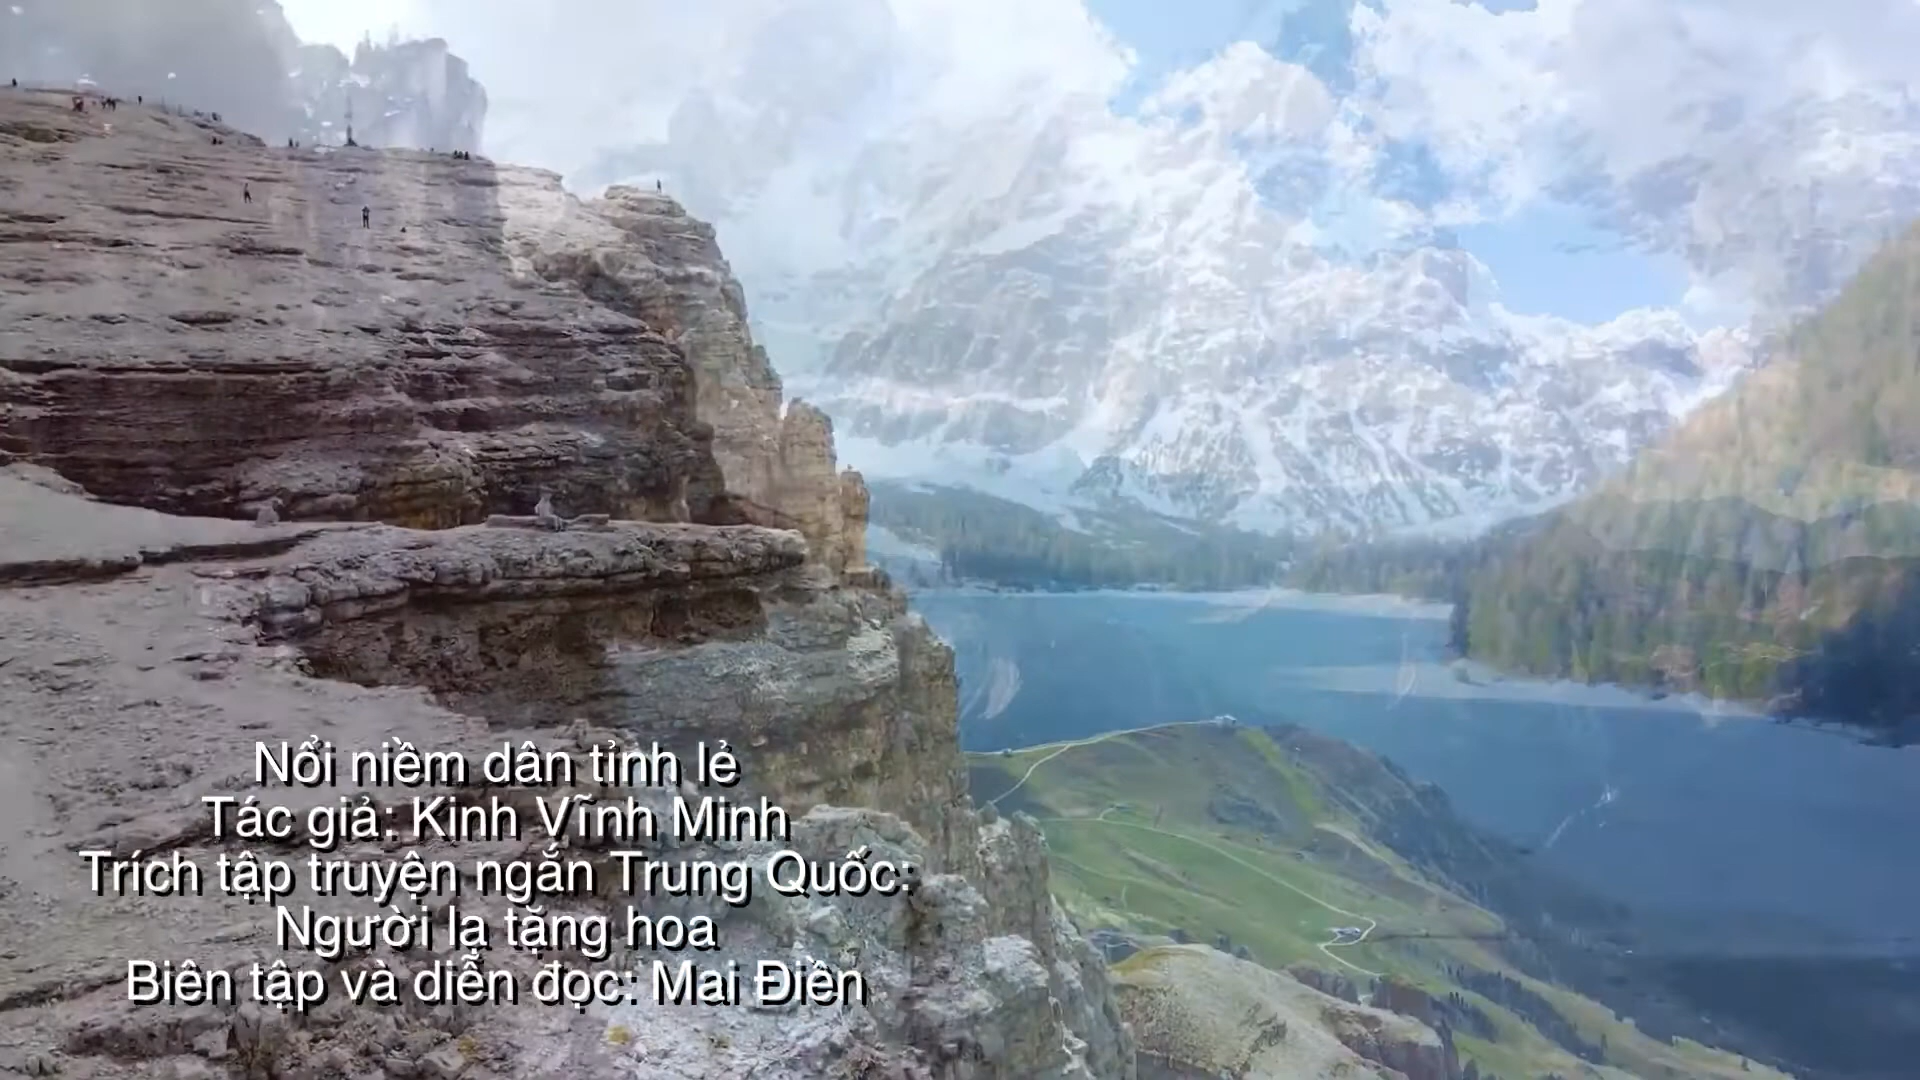 Nổi niềm dân tỉnh lẻ
Tác giả: Kinh Vĩnh Minh
Trích tập truyện ngắn Trung Quốc:
Người lạ tặng hoa
Biên tập và diễn đọc: Mai Điền